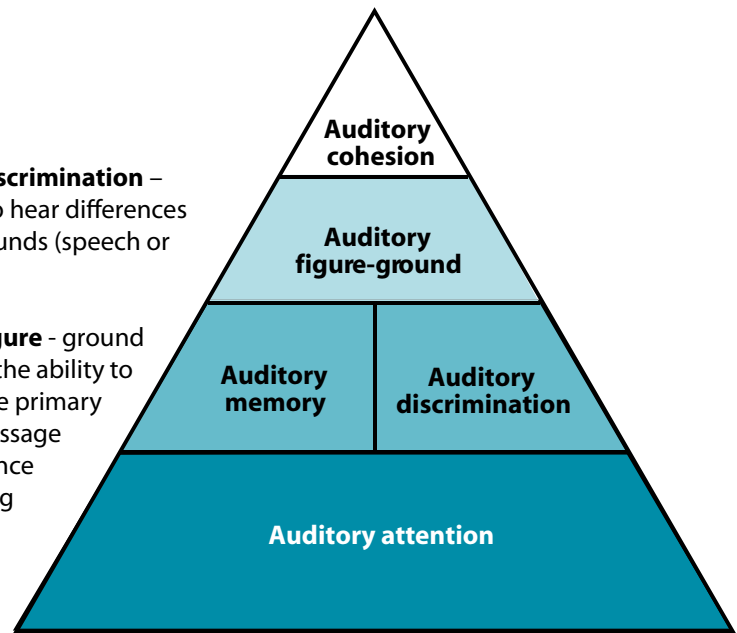 scrimination –
o hear differences
unds (speech or
gure - ground
the ability to
e primary
ssage
nce
g
Auditory
cohesion
Auditory
figure-ground
Auditory
memory
Auditory
discrimination
Auditory attention